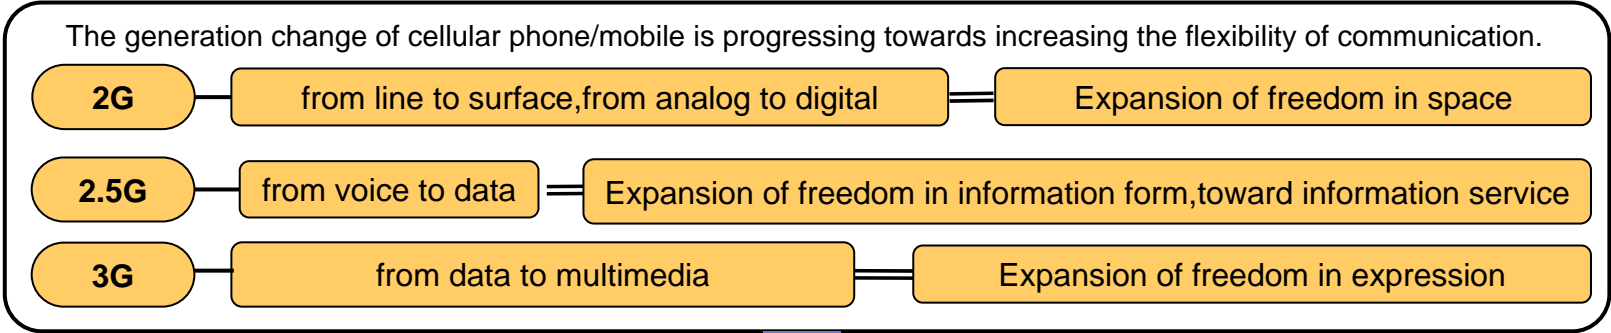 The generation change of cellular phone/mobile is progressing towards increasing the flexibility of communication.
2G from line to surface,from analog to digital Expansion of freedom in space
2.5G from voice to data Expansion of freedom in information form,toward information service
3G from data to multimedia Expansion of freedom in expression